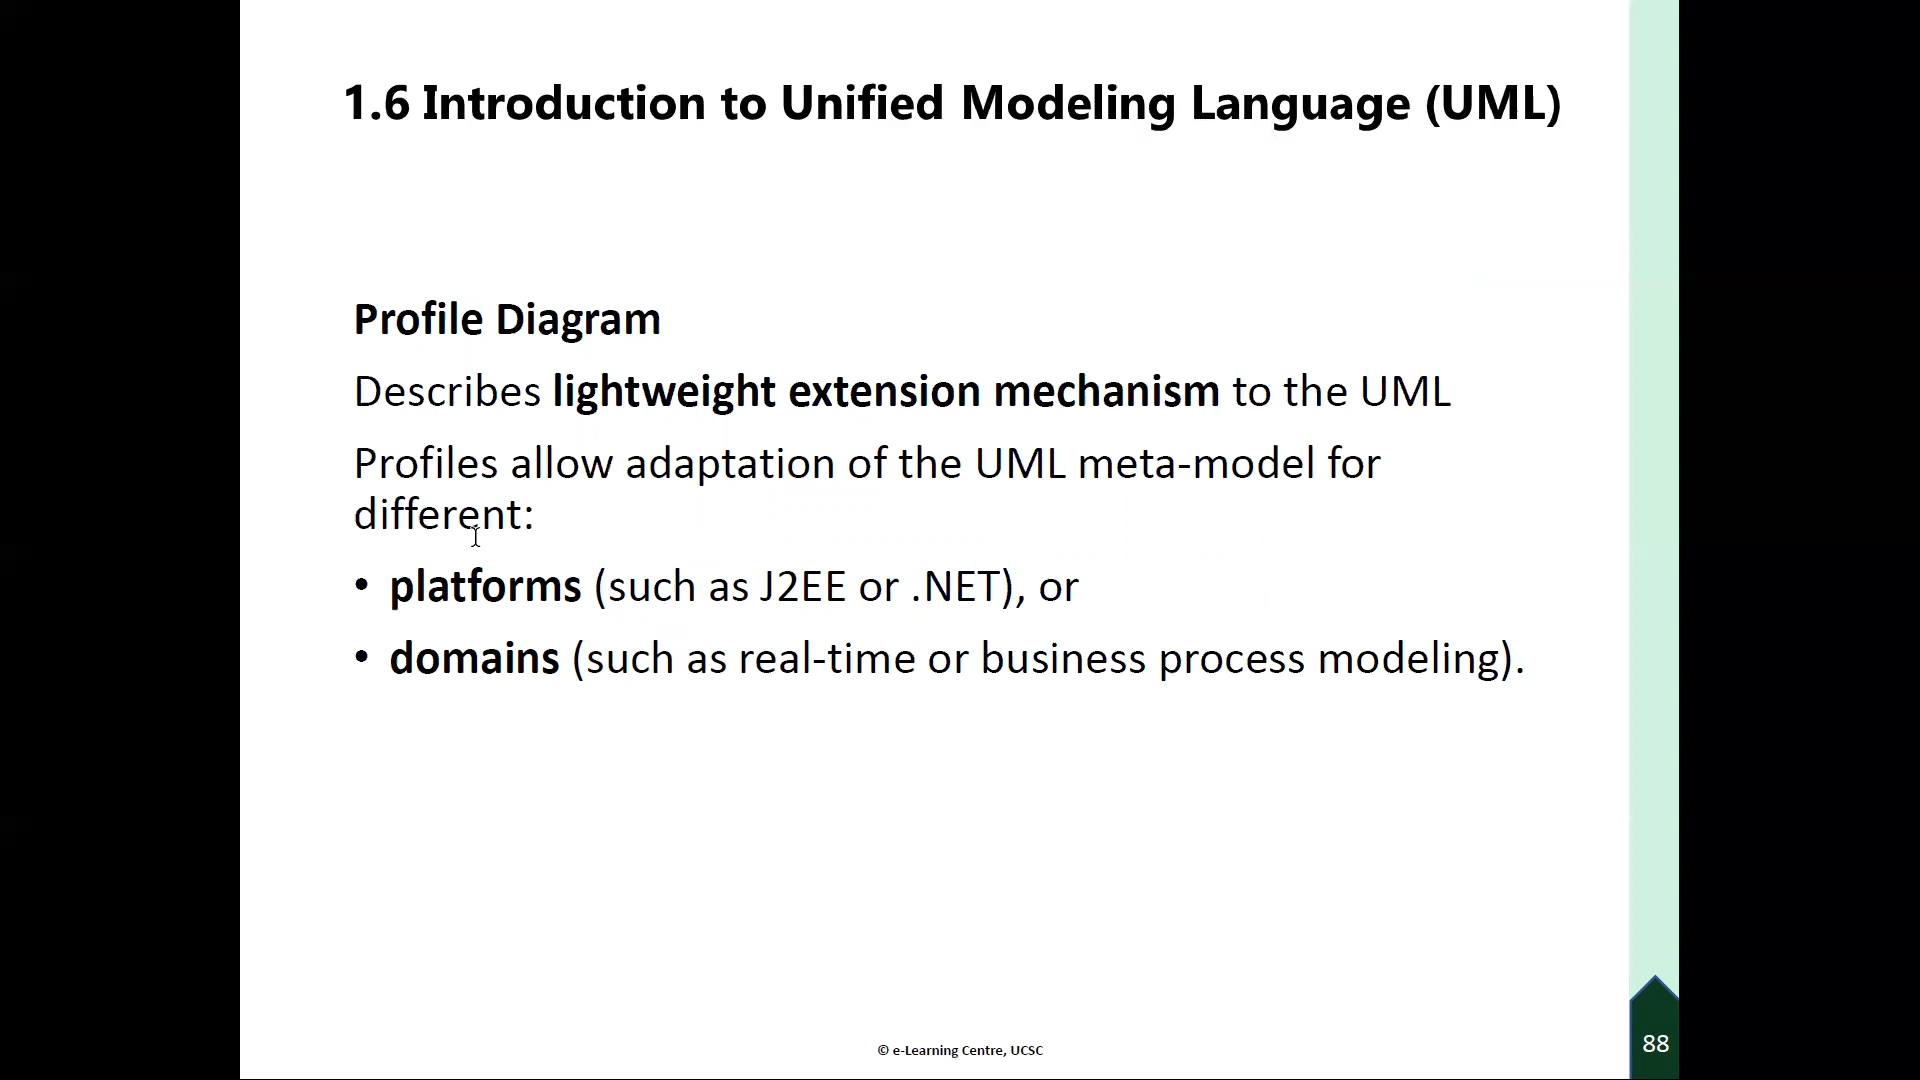 1.6 Introduction to Unified Modeling Language (UML)
Profile Diagram
Describes lightweight extension mechanism to the UML
Profiles allow adaptation of the UML meta-model for
different:
• platforms (such as J2EE or .NET), or
• domains (such as real-time or business process modeling).
© e-Learning Centre, UCSC
88